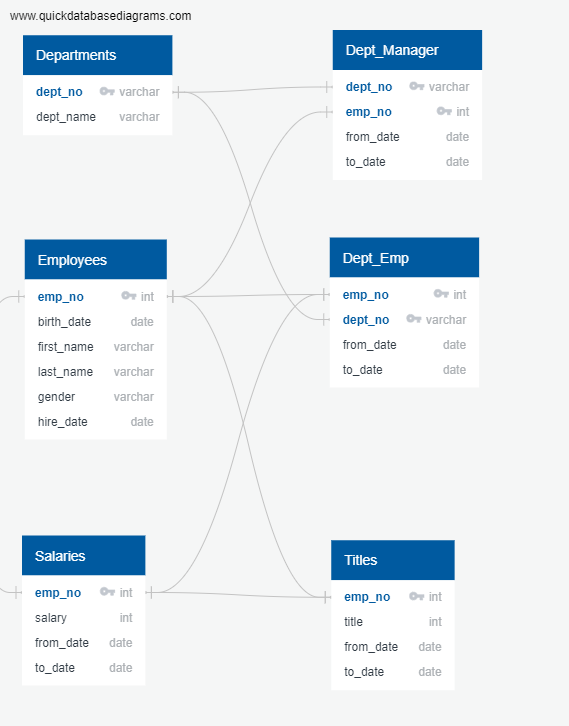 www.quickdatabasediagrams.com
Departments
dept_no varchar
dept_name varchar
Dept_Manager
dept_no varchar
emp_no int
from_date date
to_date date
Employees
emp_no int
birth_date date
first_name varchar
last_name varchar
gender varchar
hire_date date
Dept_Emp
emp_no int
dept_no varchar
from_date date
to_date date
Salaries
emp_no int
salary int
from_date date
to_date date
Titles
emp_no int
title int
from_date date
to_date date